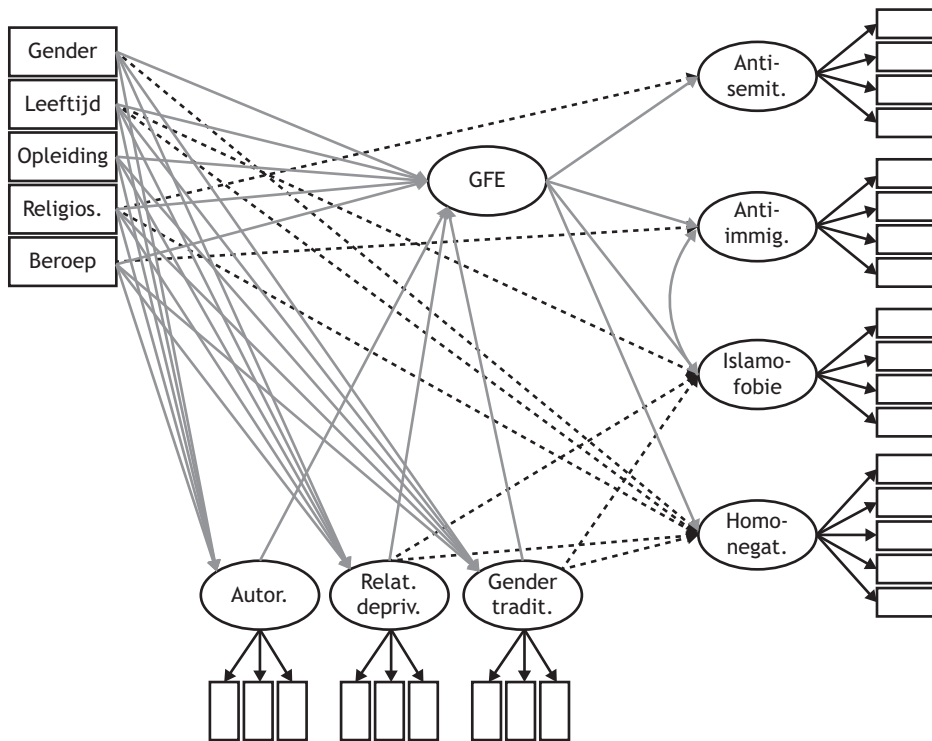 Gender
Leeftijd
Opleiding
Religios.
Beroep
GFE
Anti-
semit.
Anti-
immig.
Islamo-
fobie
Homo-
negat.
Autor.
Relat.
depriv.
Gender
tradit.